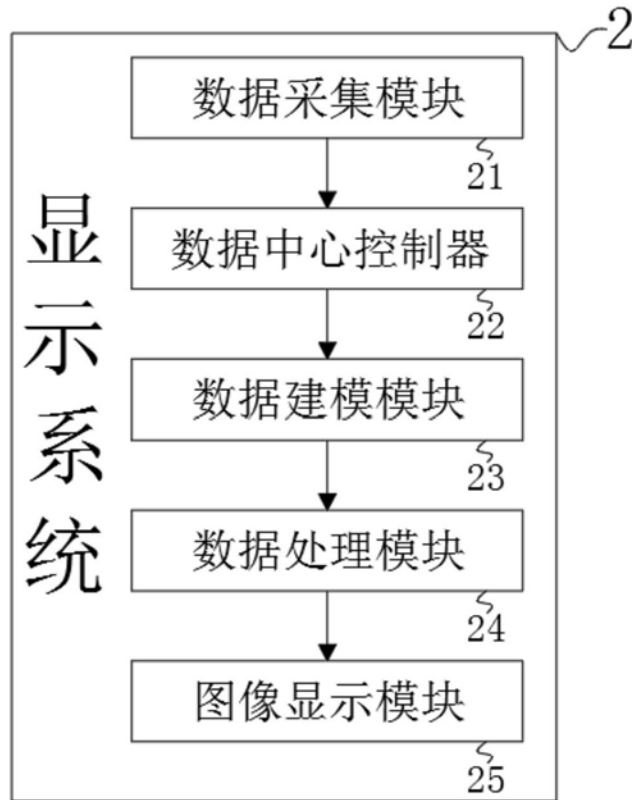 2
数据采集模块
21
显示系统
数据中心控制器
22
数据建模模块
23
数据处理模块
24
图像显示模块
25